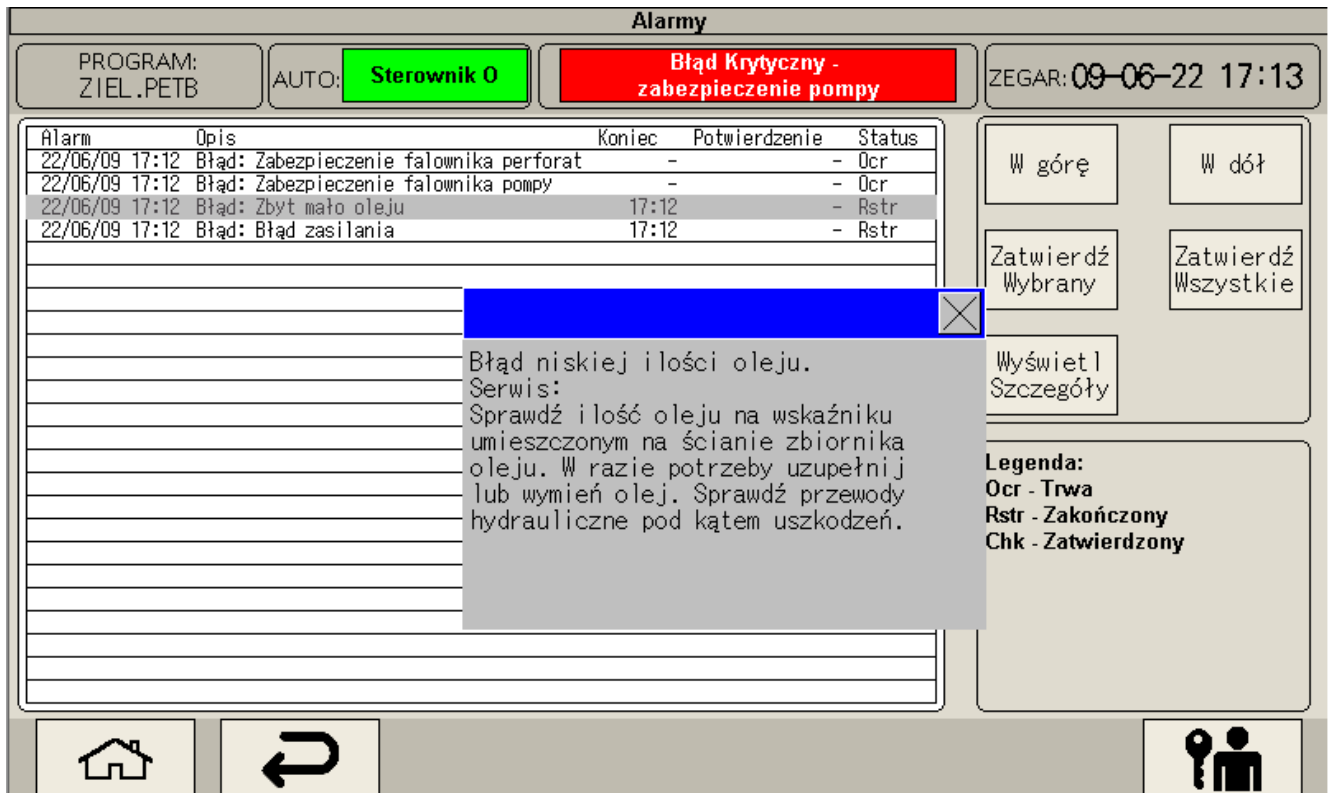 Alarmy
PROGRAM:
ZIEL.PETB
AUTO:
Sterownik O
Błąd Krytyczny -
zabezpieczenie pompy
ZEGAR: 09-06-22 17:13
Alarm Opis Koniec Potwierdzenie Status
22/06/09 17:12 Błąd: Zabezpieczenie falownika perforat - - Ocr
22/06/09 17:12 Błąd: Zabezpieczenie falownika pompy - - Ocr
22/06/09 17:12 Błąd: Zbyt mało oleju 17:12 - Rstr
22/06/09 17:12 Błąd: Błąd zasilania 17:12 - Rstr
Błąd niskiej ilości oleju.
Serwis:
Sprawdź ilość oleju na wskaźniku
umieszczonym na ścianie zbiornika
oleju. W razie potrzeby uzupełnij
lub wymień olej. Sprawdź przewody
hydrauliczne pod kątem uszkodzeń.
W górę
W dół
Zatwierdź
Wybrany
Zatwierdź
Wszystkie
Wyświetl
Szczegóły
Legenda:
Ocr - Trwa
Rstr - Zakończony
Chk - Zatwierdzony